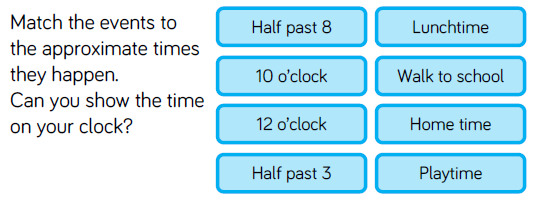 Match the events to
the approximate times
they happen.
Can you show the time
on your clock?
Half past 8
Lunchtime
10 o’clock
Walk to school
12 o’clock
Home time
Half past 3
Playtime